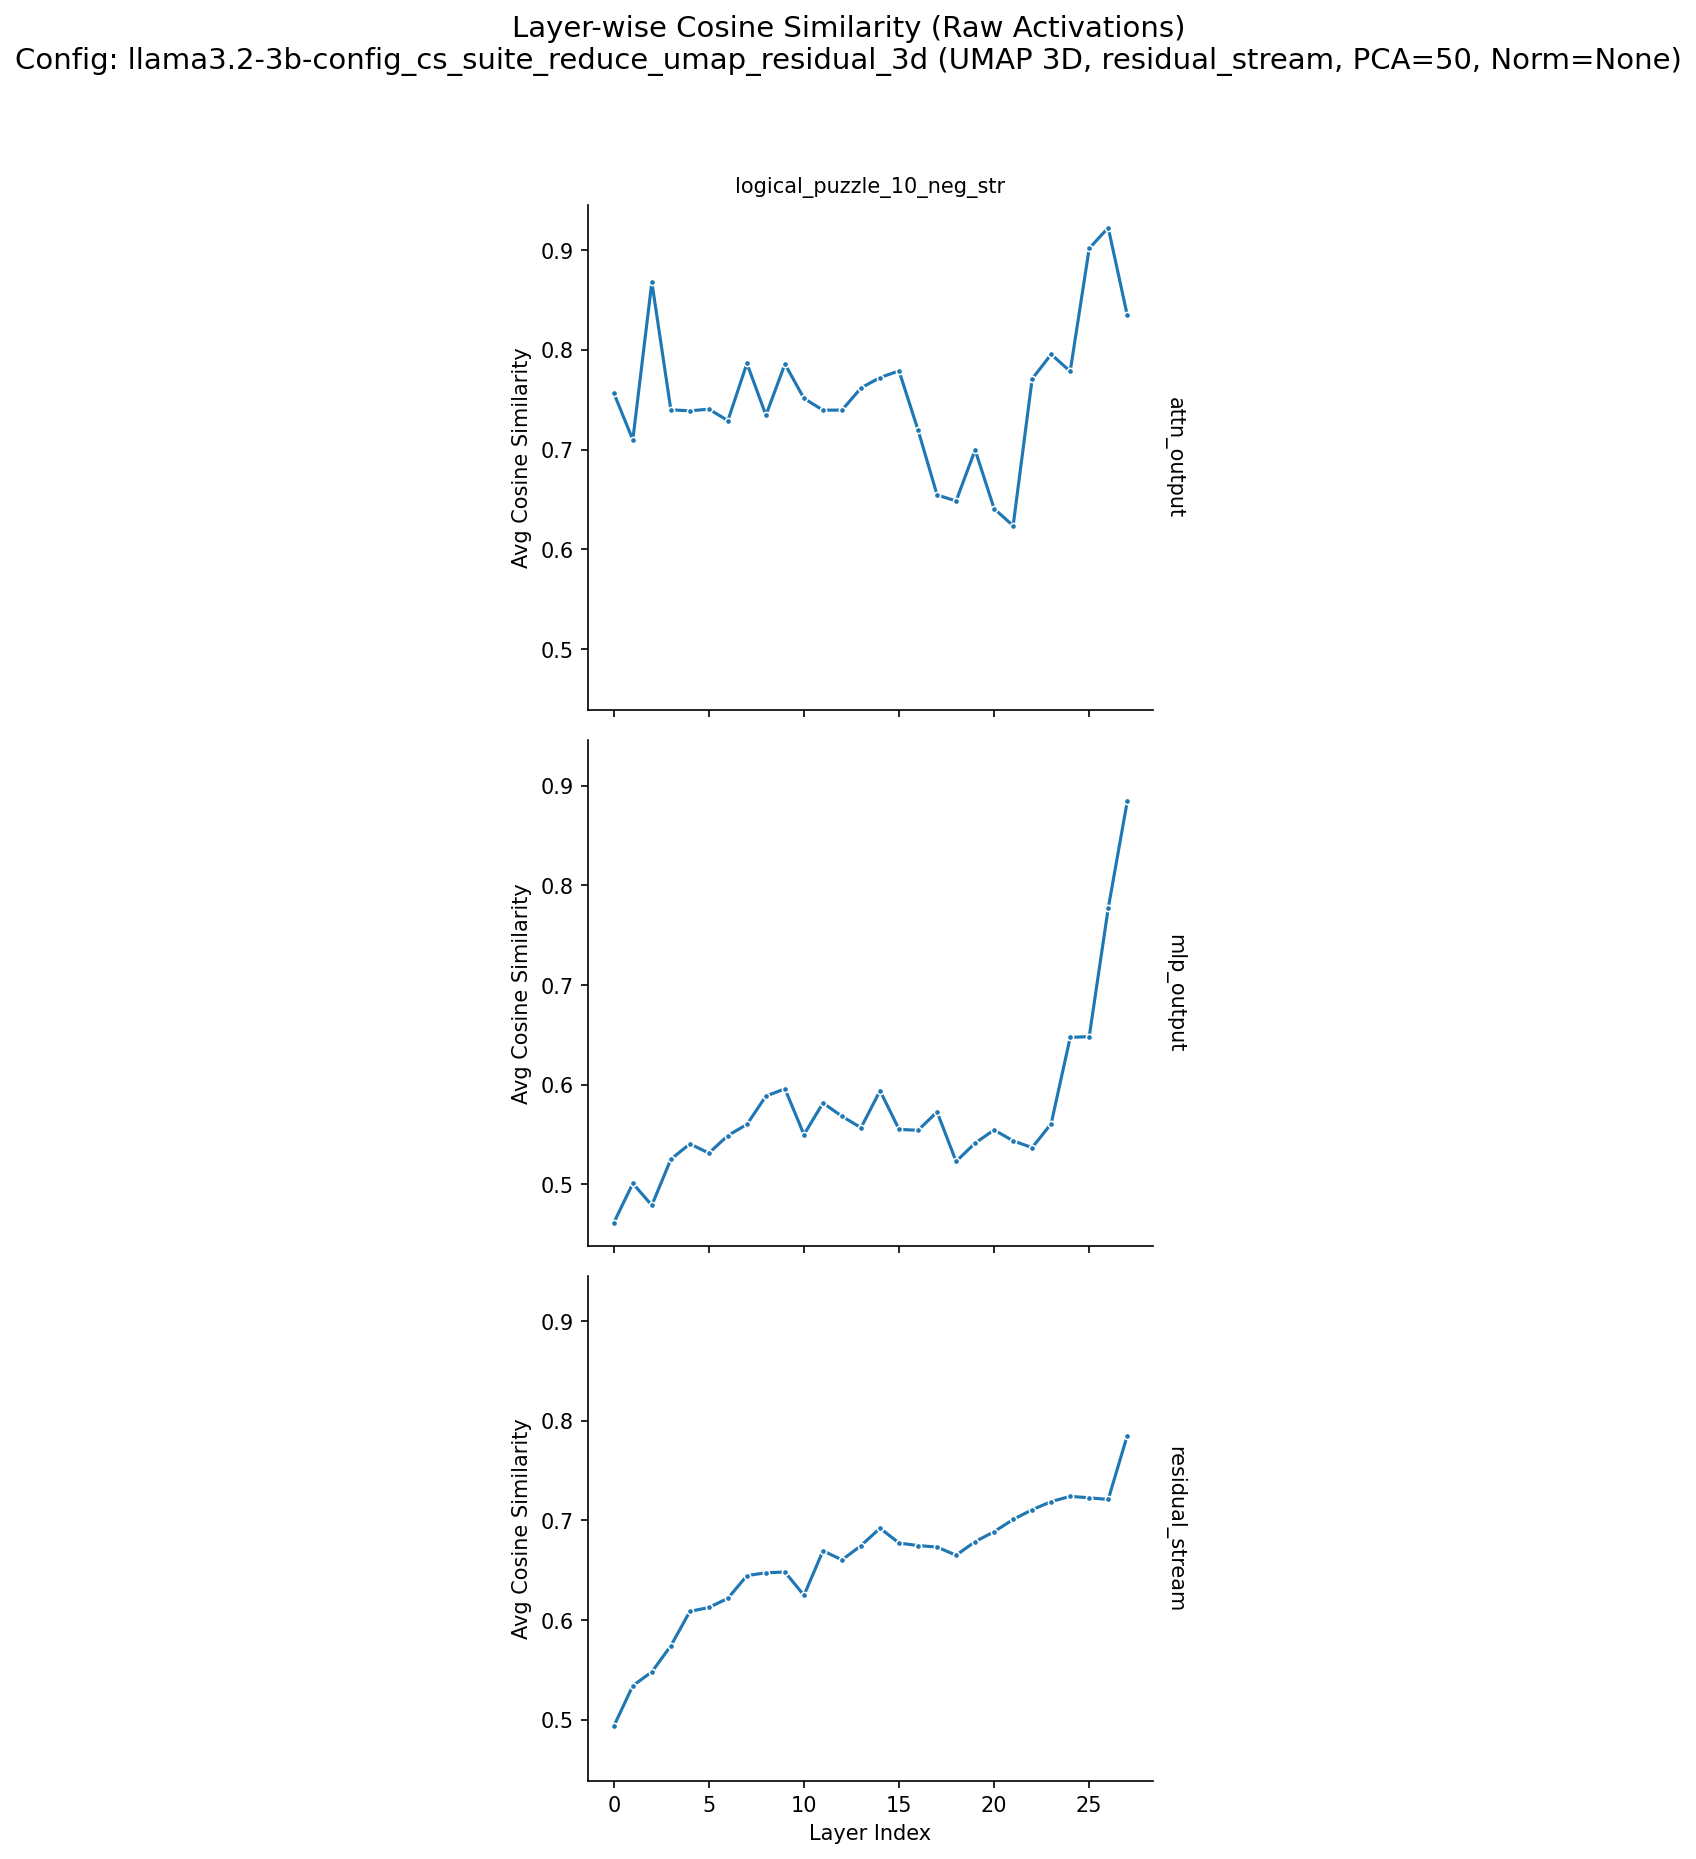 Layer-wise Cosine Similarity (Raw Activations)
Config: llama3.2-3b-config_cs_suite_reduce_umap_residual_3d (UMAP 3D, residual_stream, PCA=50, Norm=None)
logical_puzzle_10_neg_str
0.9
0.8
0.7
0.6
0.5
Avg Cosine Similarity
attn_output
0.9
0.8
0.7
0.6
0.5
Avg Cosine Similarity
mlp_output
0.9
0.8
0.7
0.6
0.5
Avg Cosine Similarity
residual_stream
0 5 10 15 20 25
Layer Index